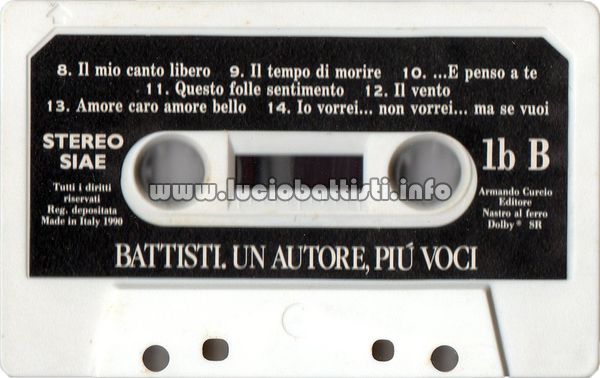 8. Il mio canto libero 9. Il tempo di morire 10. ...E penso a te
11. Questo folle sentimento 12. Il vento
13. Amore caro amore bello 14. Io vorrei... non vorrei... ma se vuoi
STEREO
SIAE
1b B
Tutti i diritti
riservati
Reg. depositata
Made in Italy 1990
www.luciobattisti.info
Armando Curcio
Editore
Nastro al ferro
Dolby® SR
BATTISTI. UN AUTORE, PIÚ VOCI